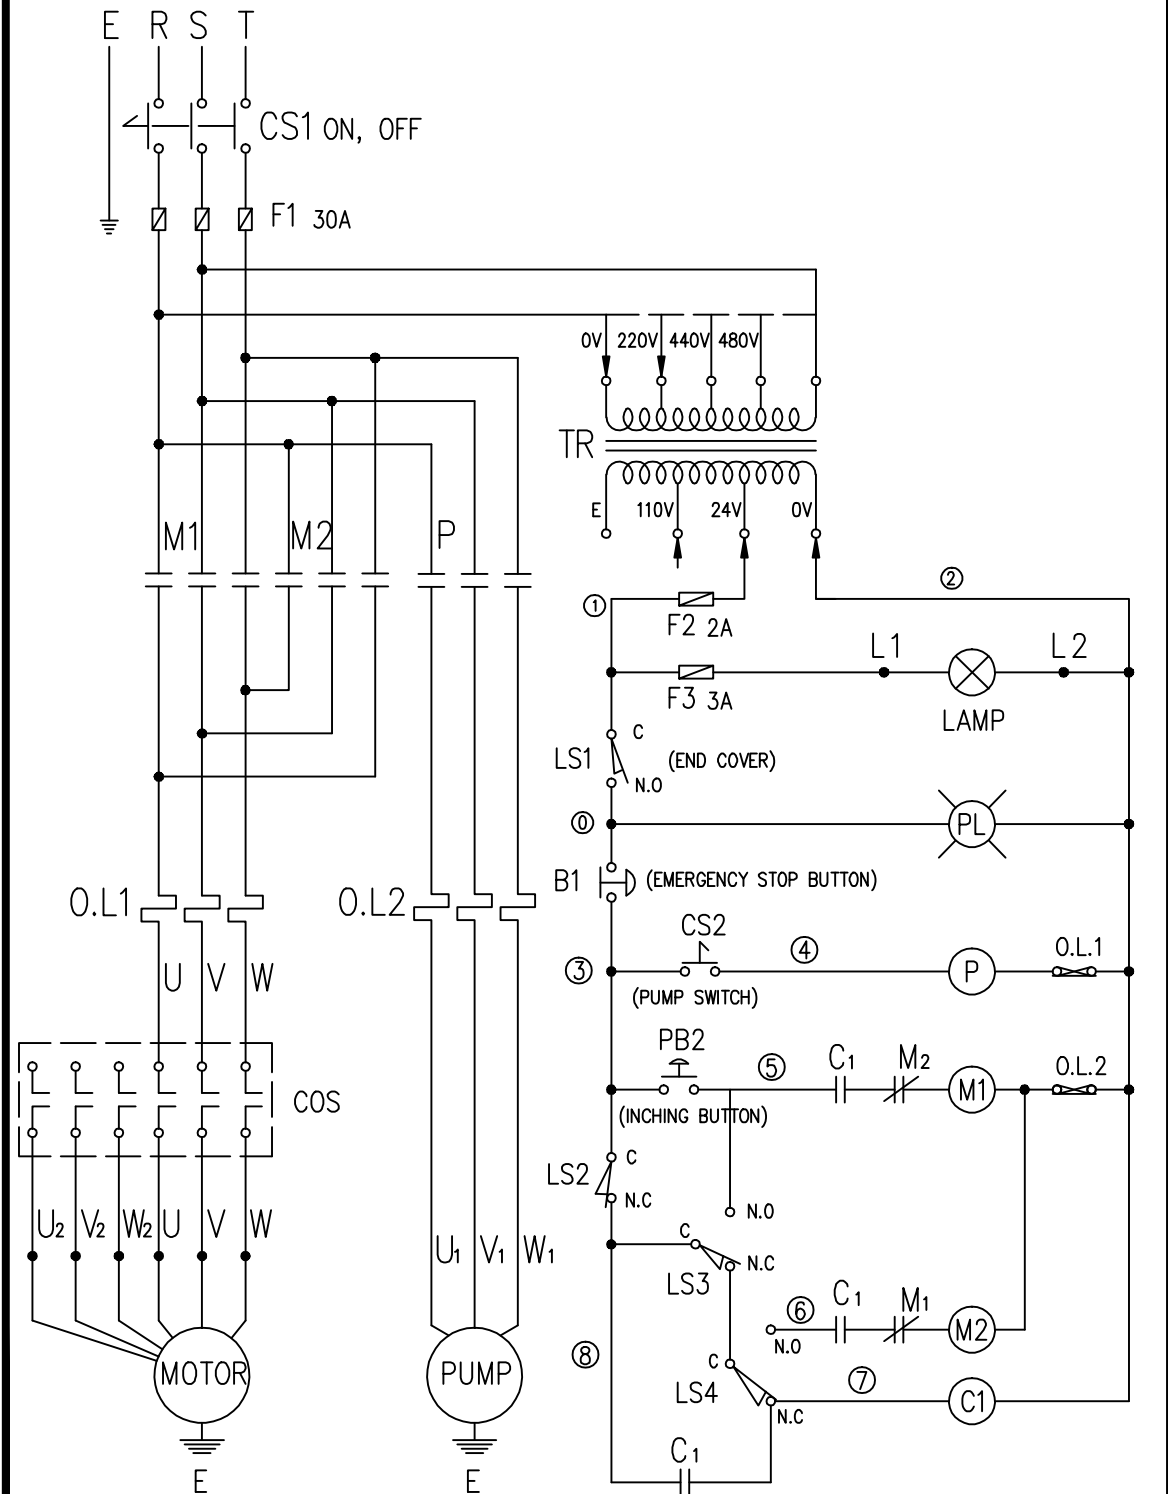 E R S T
CS1 ON, OFF
F1 30A
0V 220V 440V 480V
TR
E 110V 24V 0V
M1 M2 P
① ②
F2 2A
L1 L2
F3 3A
LAMP
C
LS1 (END COVER)
N.O
⓪ PL
B1 (EMERGENCY STOP BUTTON)
O.L1 O.L2
CS2
③ ④ P O.L.1
(PUMP SWITCH)
U V W
PB2
⑤ C1 M2 M1 O.L.2
(INCHING BUTTON)
COS
C
LS2
N.C
N.O
U2 V2 W2 U V W
U1 V1 W1
C
N.C
LS3
⑥ C1 M1 M2
N.O
⑧
C
LS4 ⑦ C1
N.C
MOTOR PUMP
C1
E E